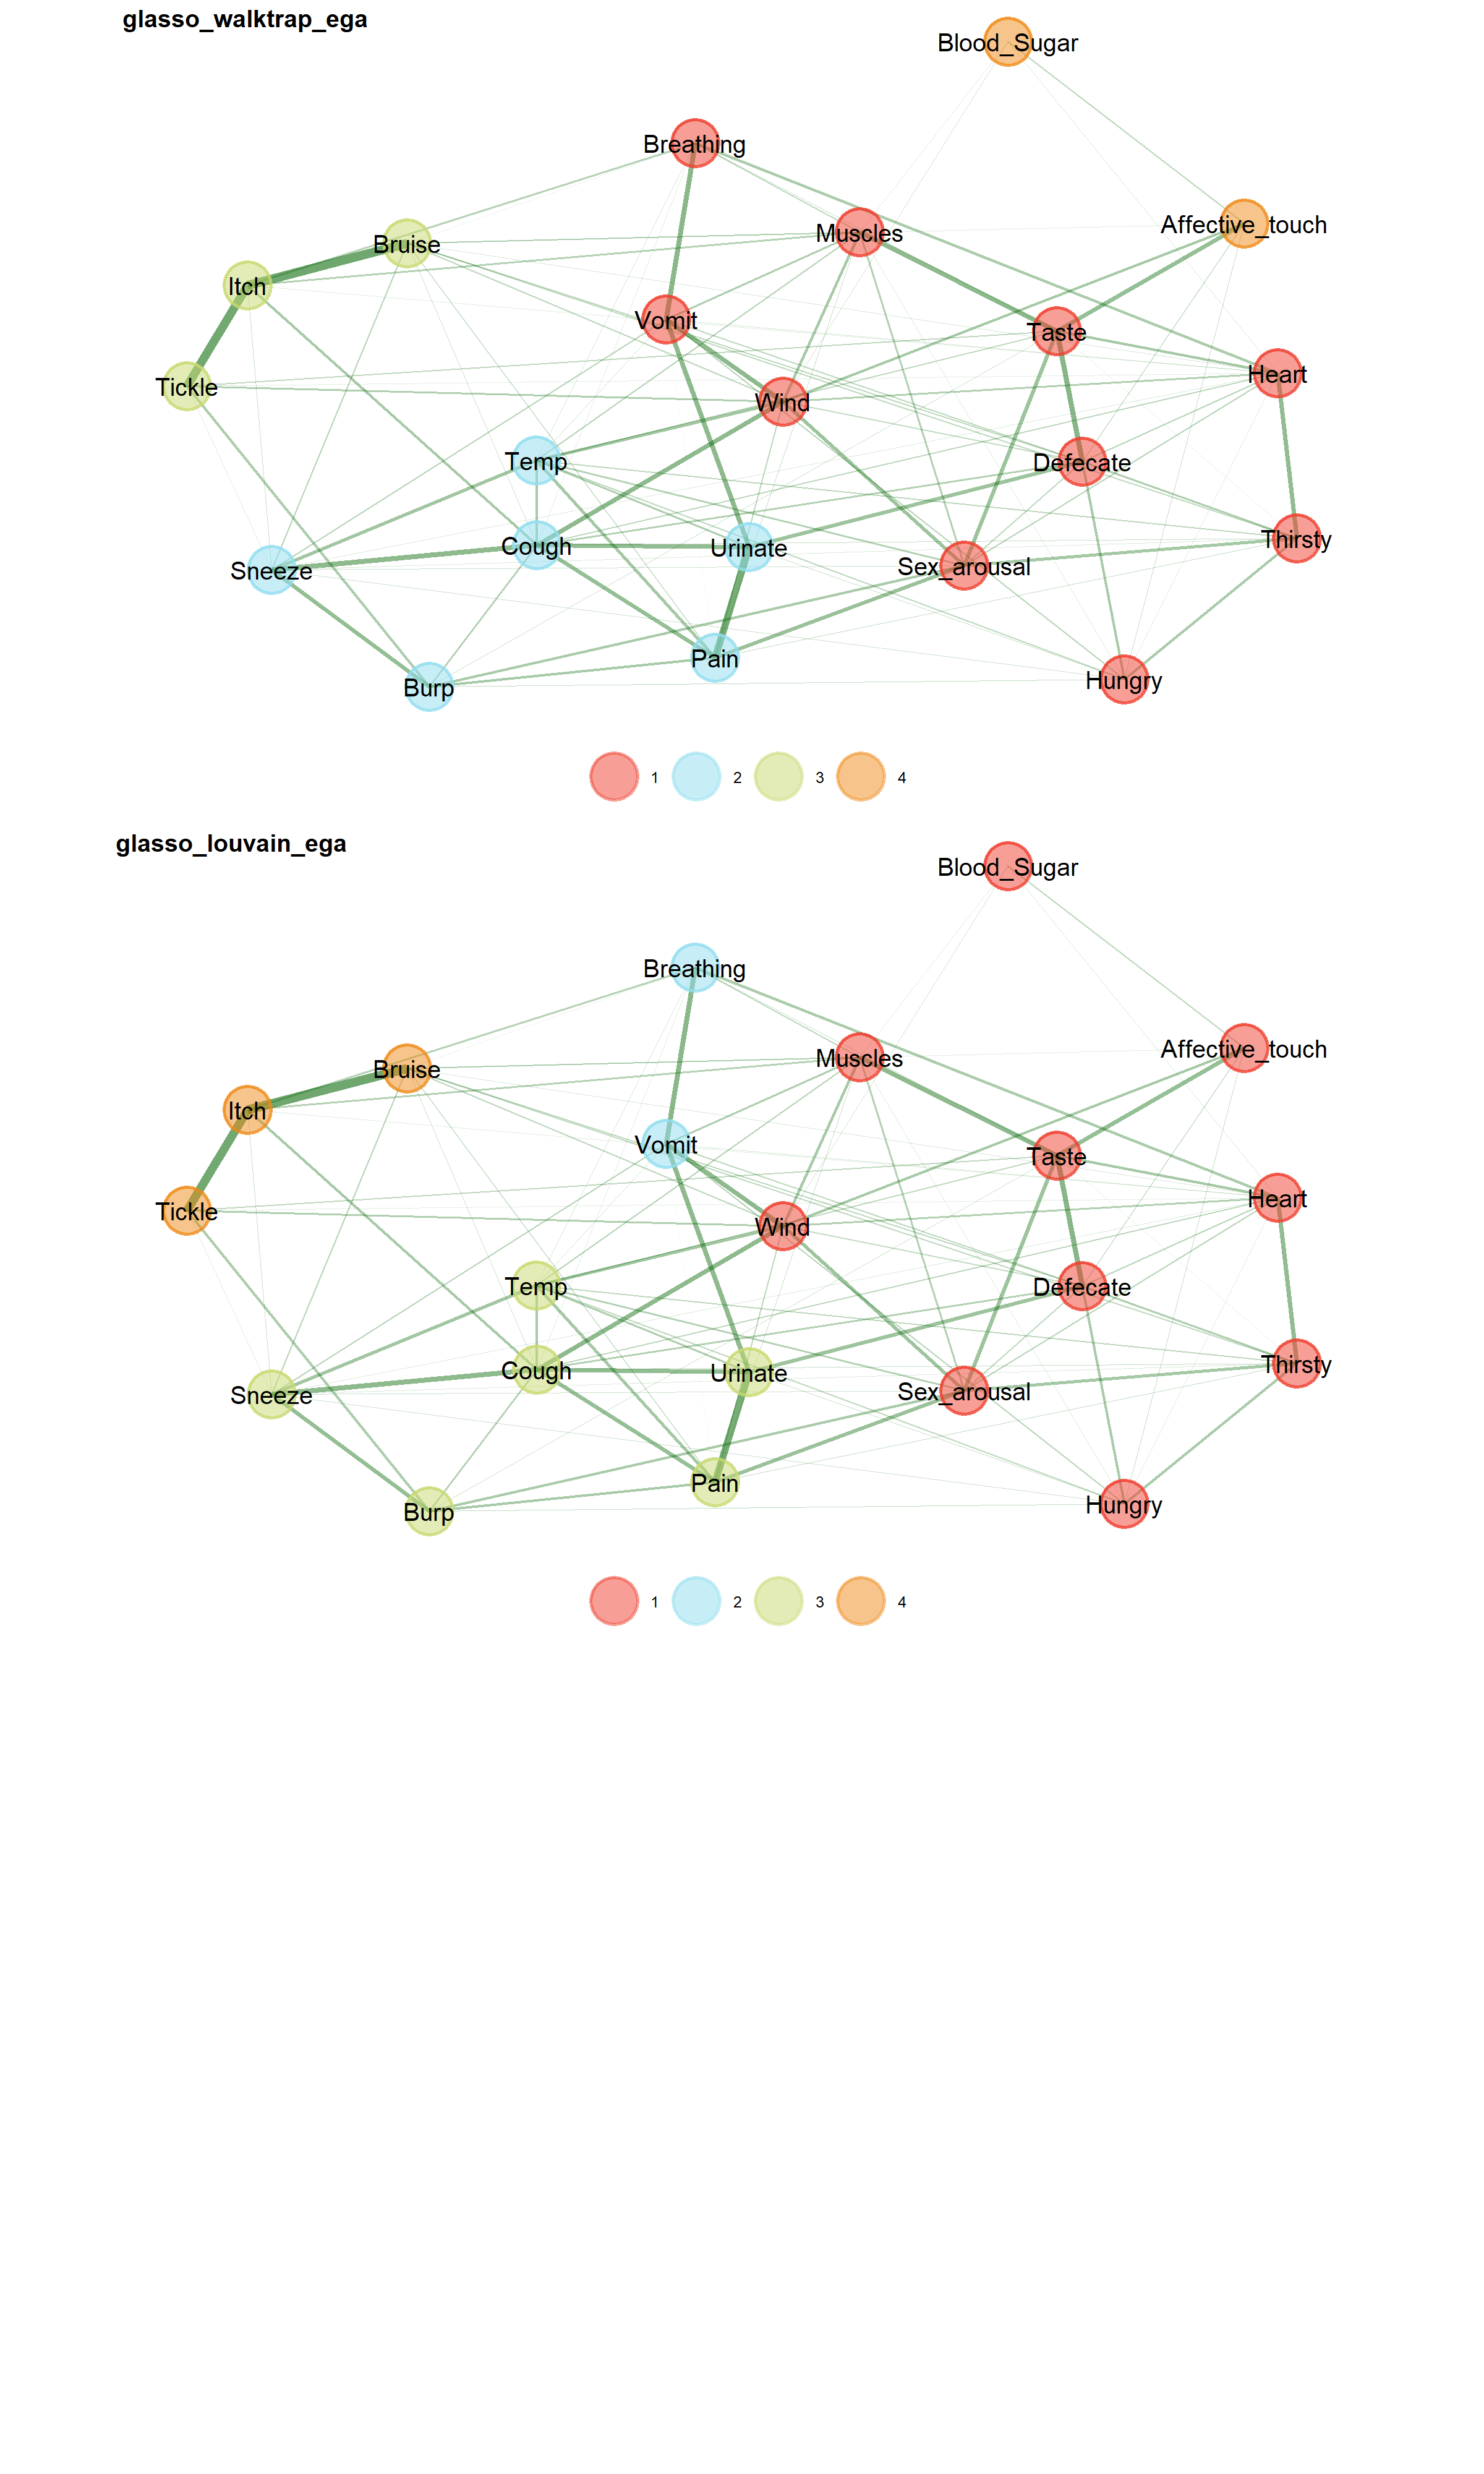 glasso_walktrap_ega
Blood_Sugar
Breathing
Affective_touch
Muscles
Bruise
Itch
Vomit
Taste
Heart
Tickle
Wind
Temp
Defecate
Thirsty
Cough
Urinate
Sneeze
Sex_arousal
Pain
Hungry
Burp
1 2 3 4
glasso_louvain_ega
Blood_Sugar
Breathing
Affective_touch
Muscles
Bruise
Itch
Vomit
Taste
Heart
Tickle
Wind
Temp
Defecate
Thirsty
Cough
Urinate
Sneeze
Sex_arousal
Pain
Hungry
Burp
1 2 3 4